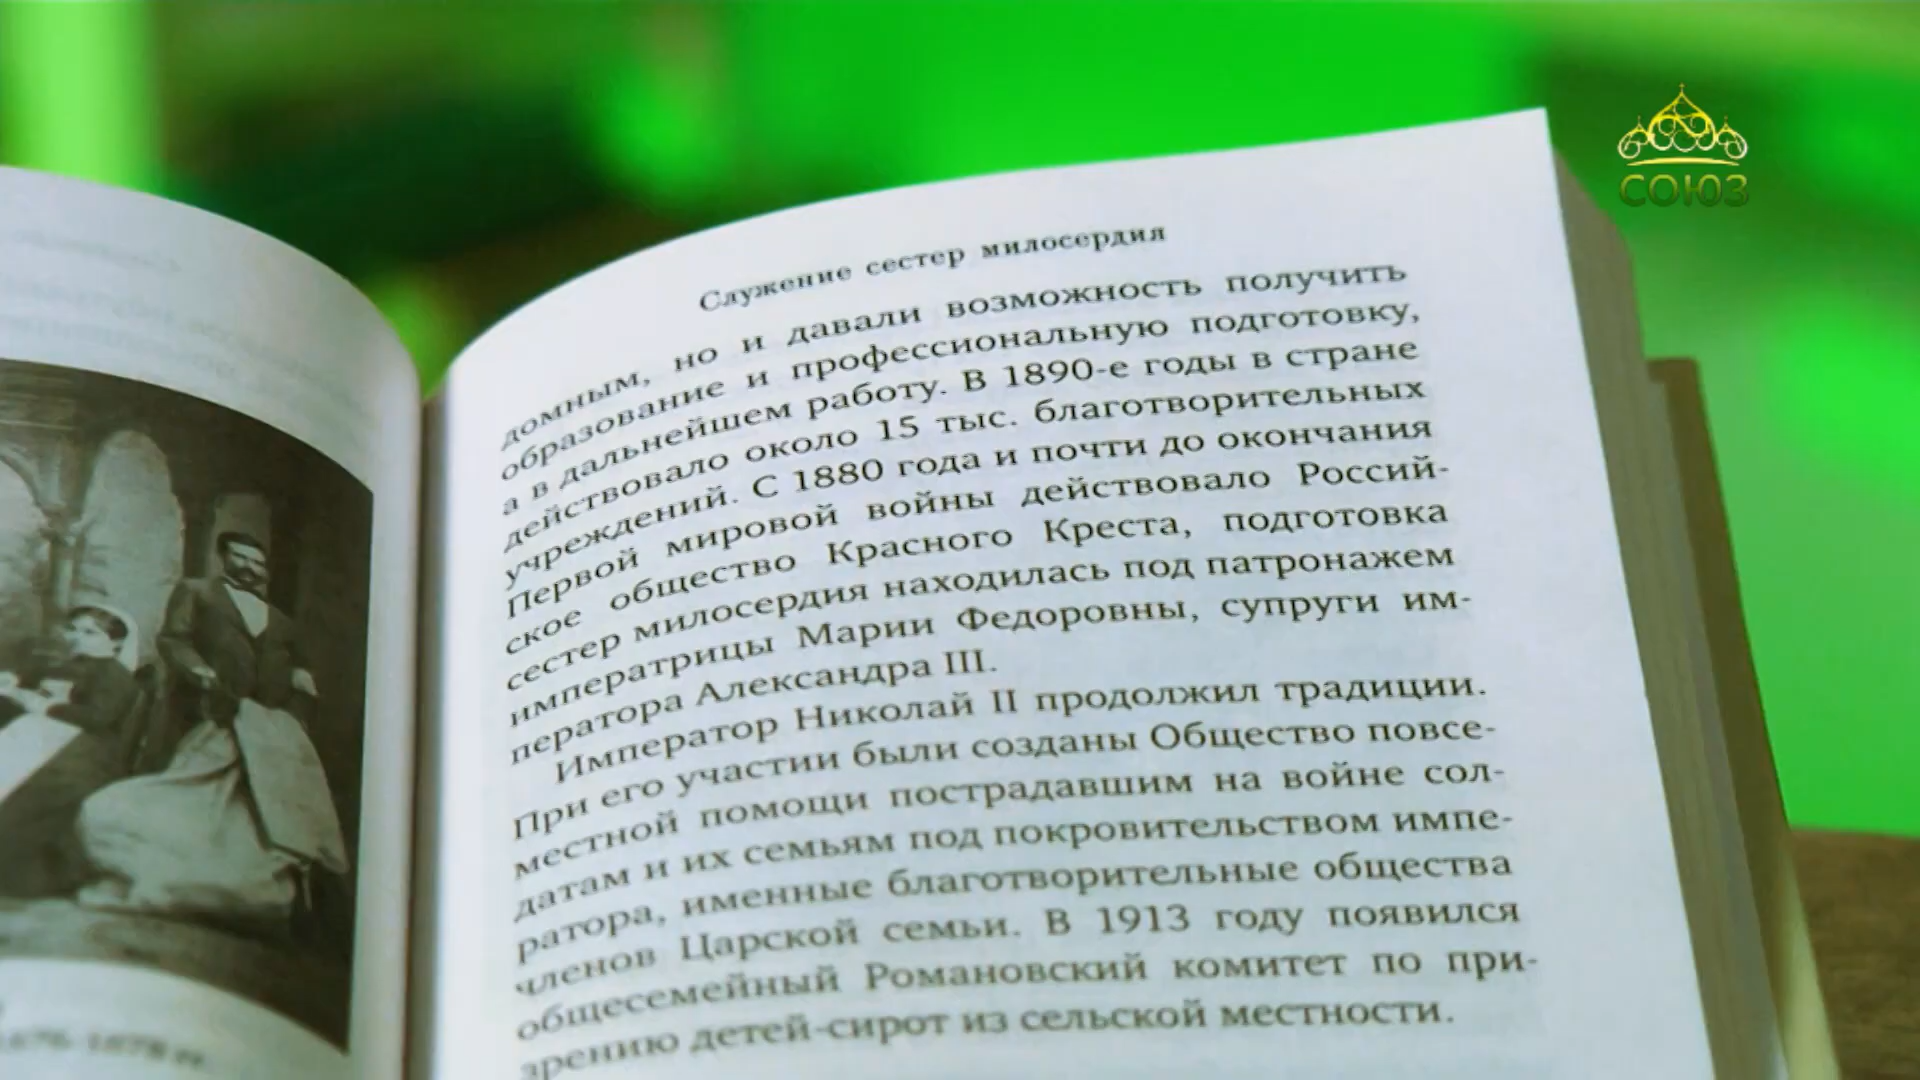 СОЮЗ
Служение сестер милосердия
домным, но и давали возможность получить
образование и профессиональную подготовку,
а в дальнейшем работу. В 1890-е годы в стране
действовало около 15 тыс. благотворительных
учреждений. С 1880 года и почти до окончания
Первой мировой войны действовало Россий-
ское общество Красного Креста, подготовка
сестер милосердия находилась под патронажем
императрицы Марии Федоровны, супруги им-
ператора Александра III.
Император Николай II продолжил традиции.
При его участии были созданы Общество повсе-
местной помощи пострадавшим на войне сол-
датам и их семьям под покровительством импе-
ратора, именные благотворительные общества
членов Царской семьи. В 1913 году появился
общесемейный Романовский комитет по при-
зрению детей-сирот из сельской местности.